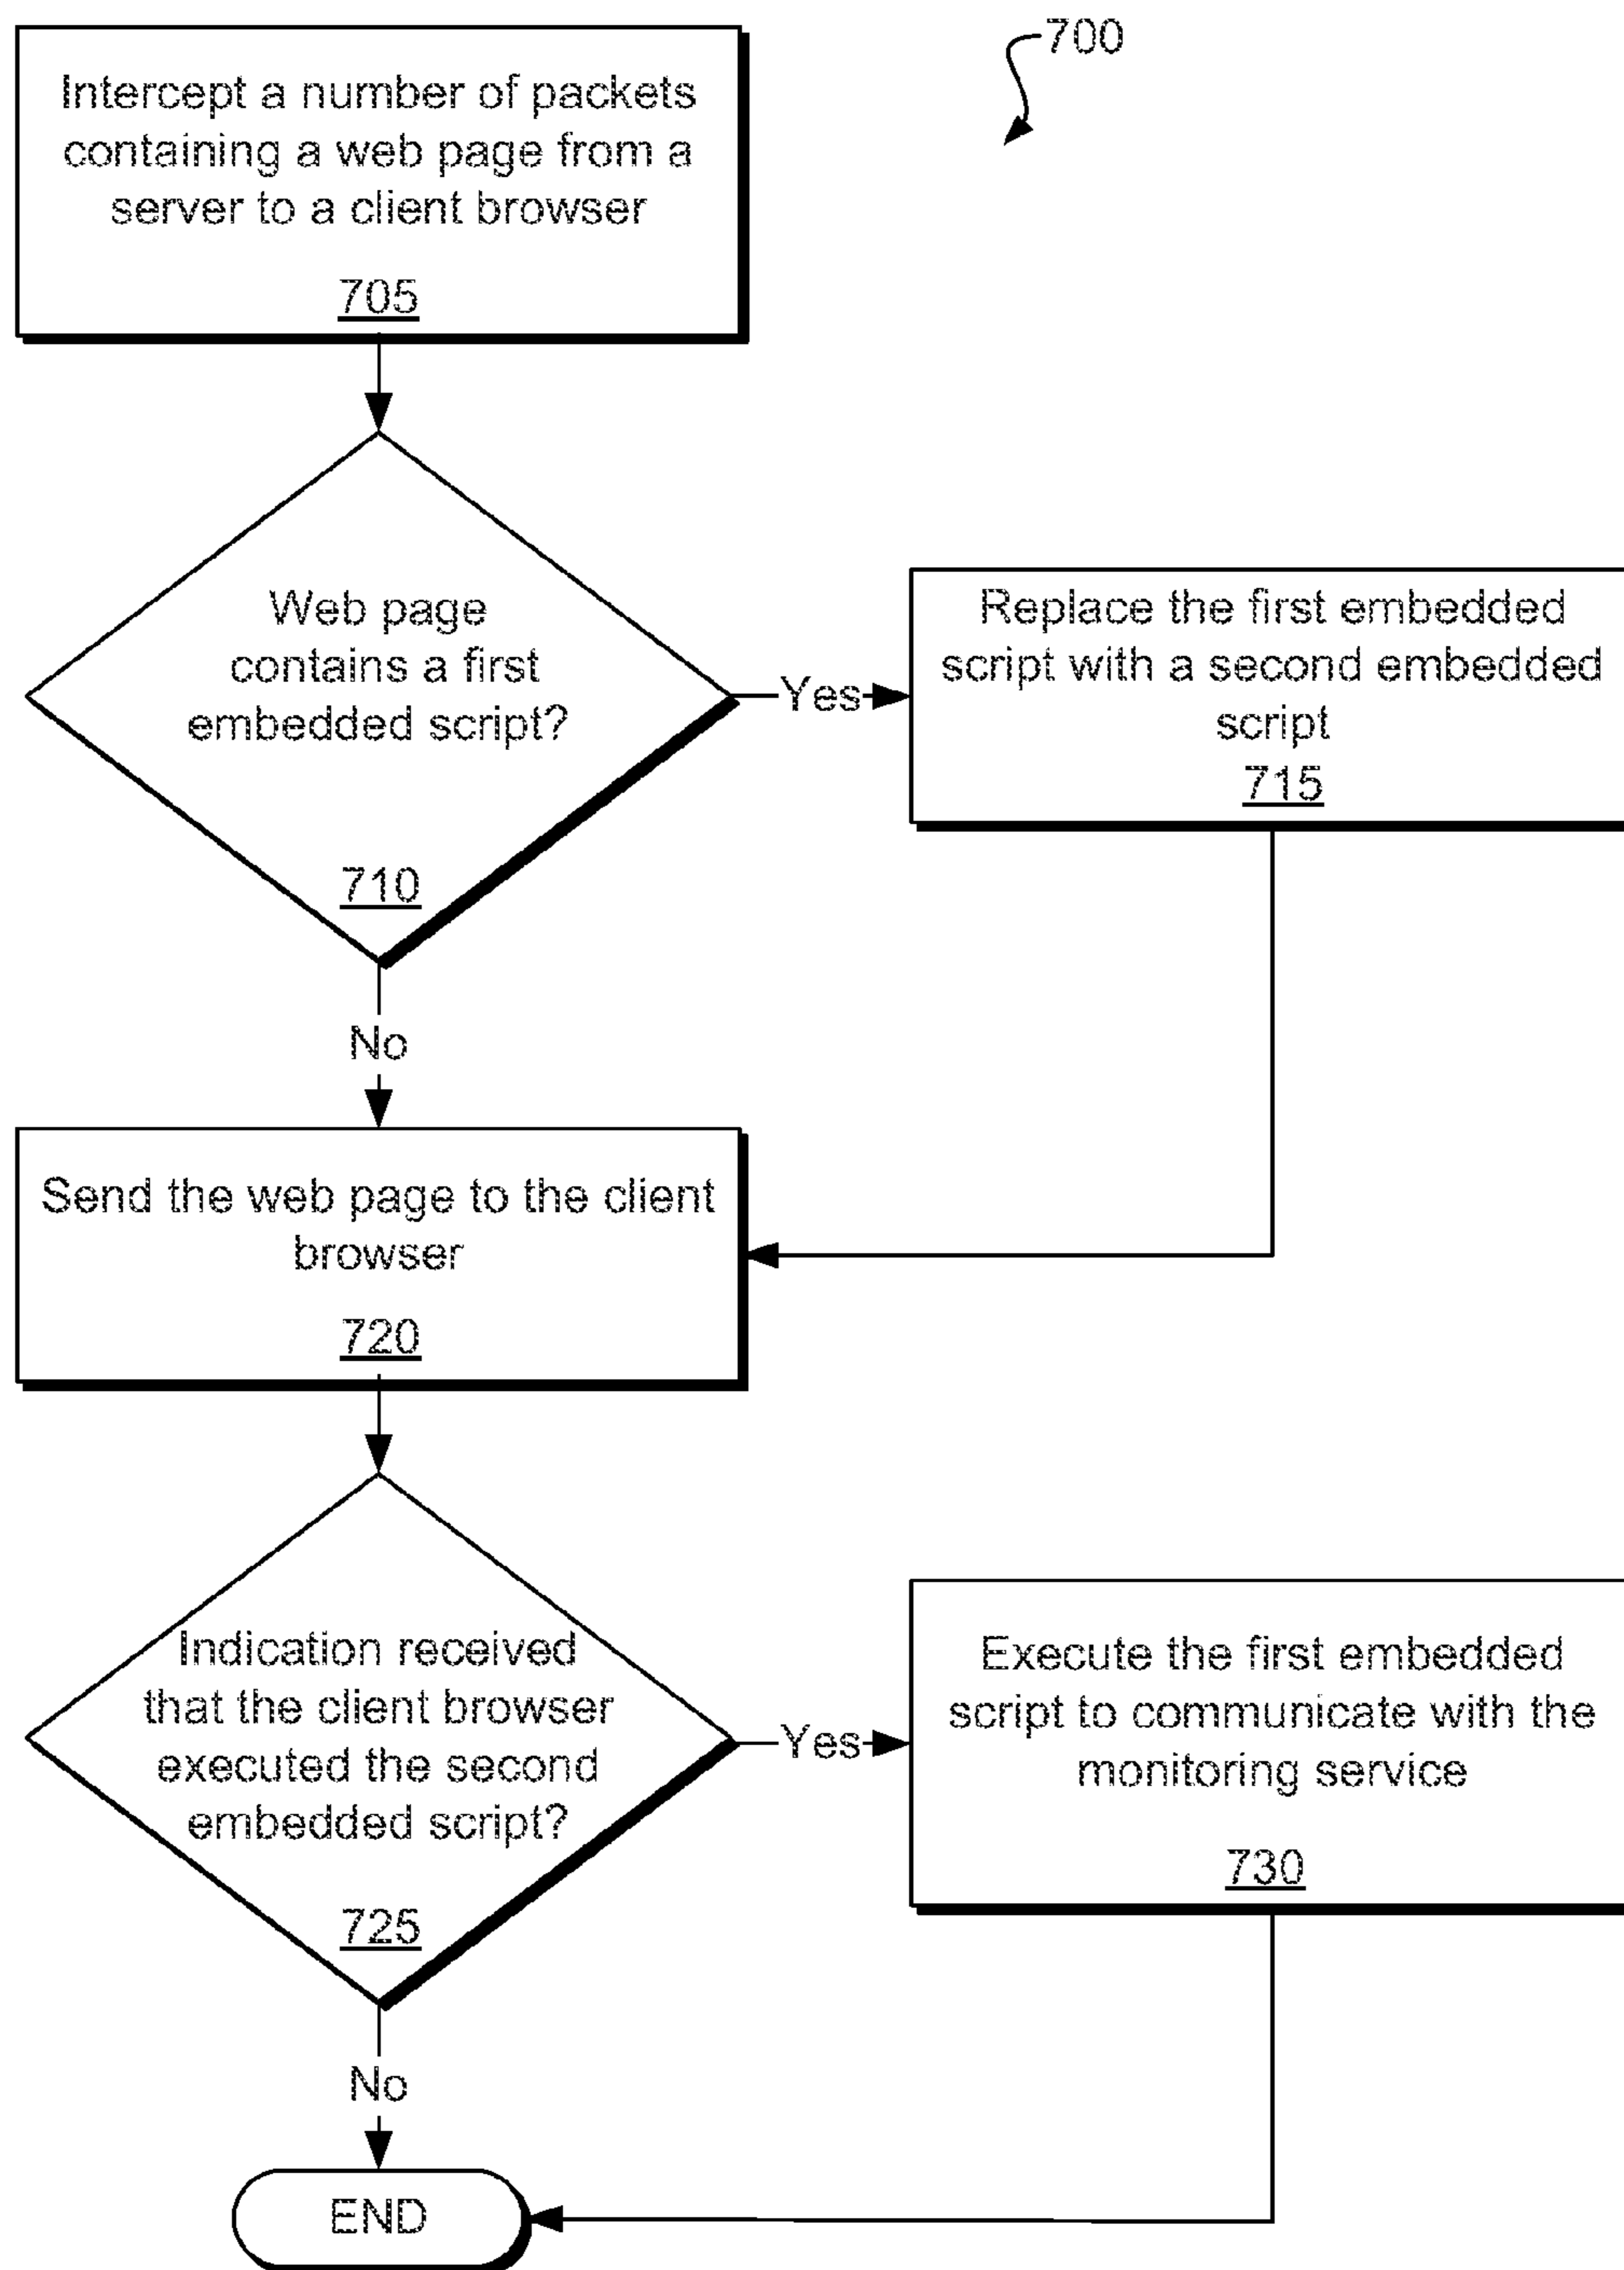 700
Intercept a number of packets
containing a web page from a
server to a client browser
705
Web page
contains a first
embedded script?
710
Yes
Replace the first embedded
script with a second embedded
script
715
No
Send the web page to the client
browser
720
Indication received
that the client browser
executed the second
embedded script?
725
Yes
Execute the first embedded
script to communicate with the
monitoring service
730
No
END